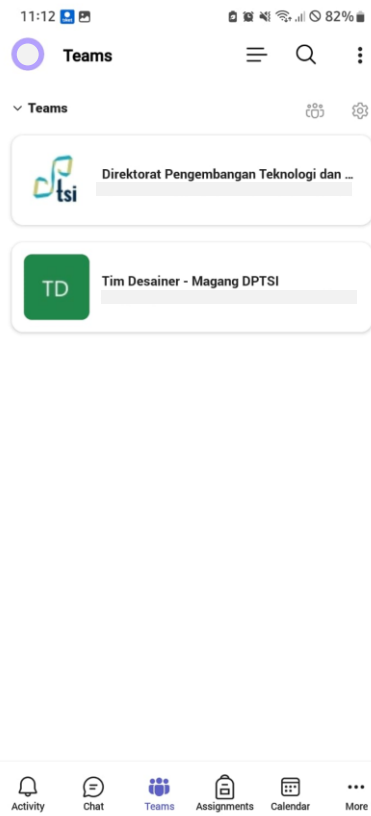 11:12
82%
Teams
Teams
tsi
Direktorat Pengembangan Teknologi dan ...
TD
Tim Desainer - Magang DPTSI
Activity
Chat
Teams
Assignments
Calendar
More